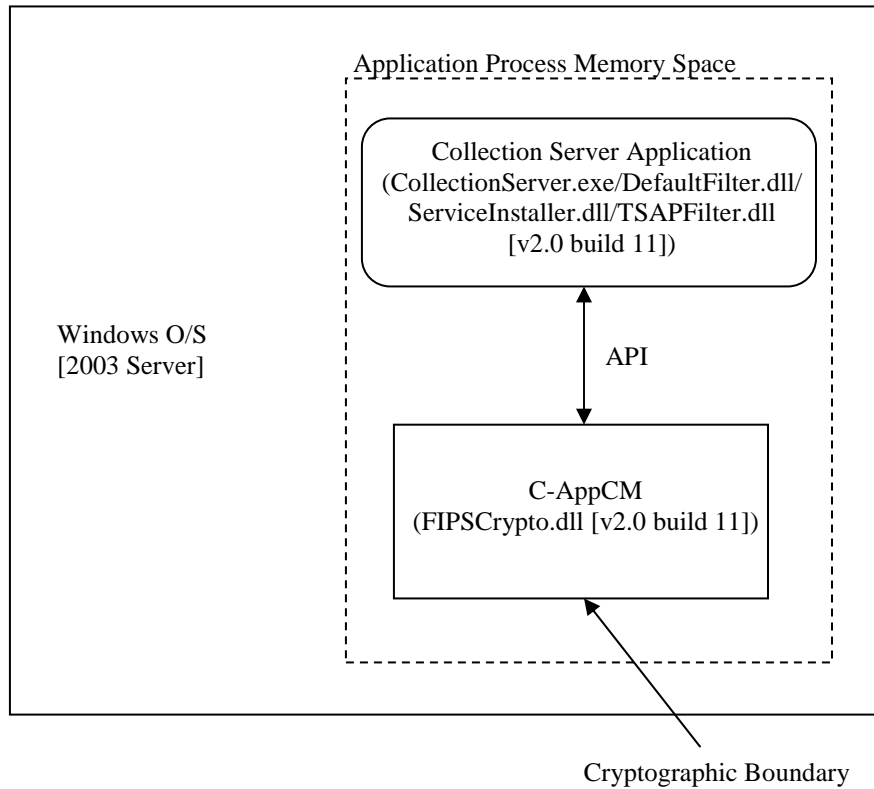 Application Process Memory Space
Collection Server Application
(CollectionServer.exe/DefaultFilter.dll/
ServiceInstaller.dll/TSAPFilter.dll
[v2.0 build 11])
Windows O/S
[2003 Server]
API
C-AppCM
(FIPSCrypto.dll [v2.0 build 11])
Cryptographic Boundary